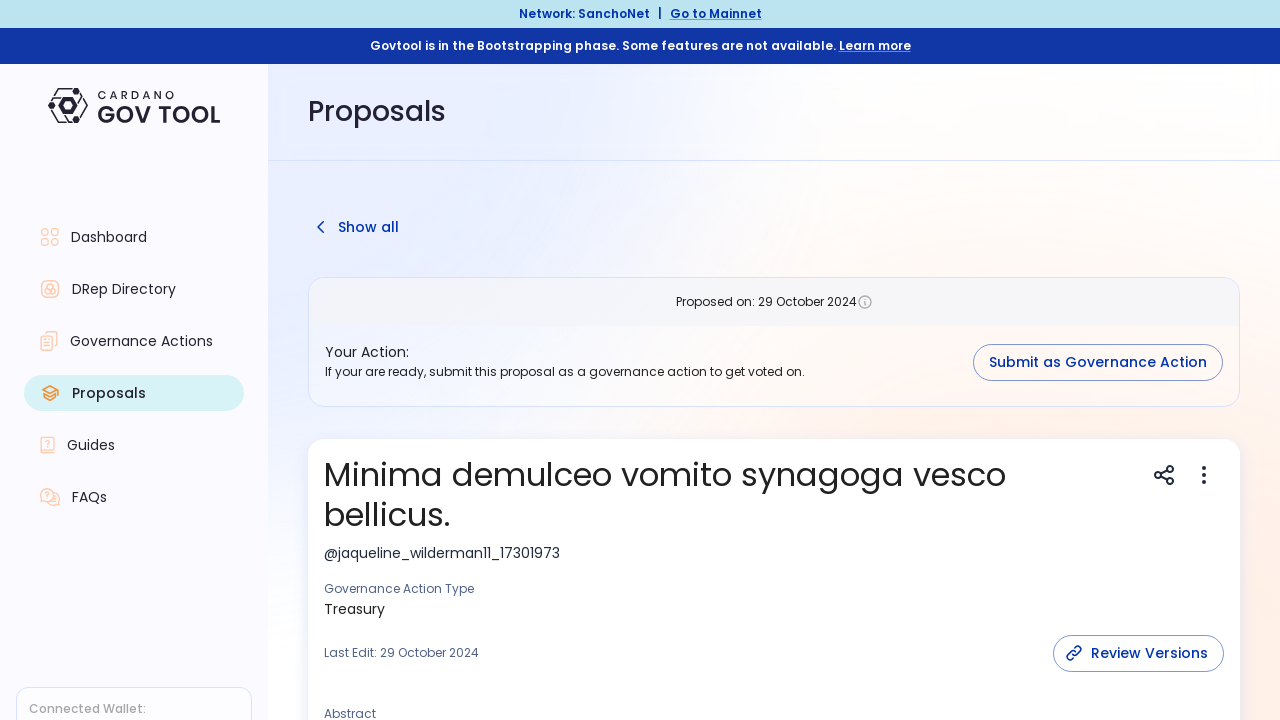 Network: SanchoNet | Go to Mainnet
Govtool is in the Bootstrapping phase. Some features are not available. Learn more
CARDANO
GOV TOOL
Proposals
Dashboard
DRep Directory
Governance Actions
Proposals
Guides
FAQs
Connected Wallet:
Show all
Proposed on: 29 October 2024
Your Action:
If your are ready, submit this proposal as a governance action to get voted on.
Submit as Governance Action
Minima demulceo vomito synagoga vesco
bellicus.
@jaqueline_wilderman11_17301973
Governance Action Type
Treasury
Last Edit: 29 October 2024
Review Versions
Abstract